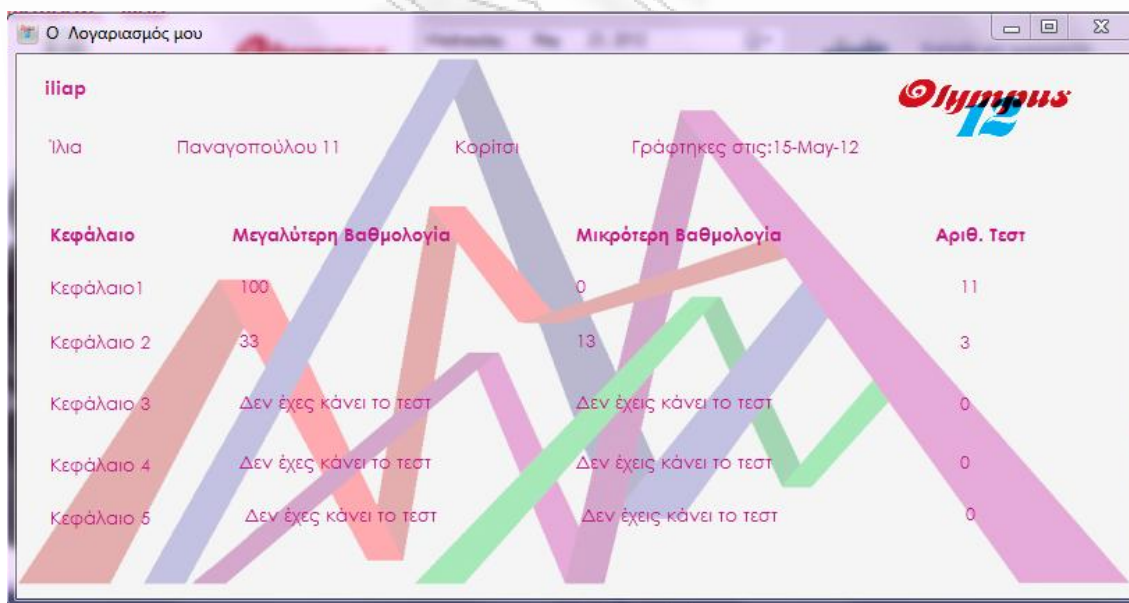 Ο Λογαριασμός μου
iliap
Olympus
12
Ίλια Παναγοπούλου 11 Κορίτσι Γράφτηκες στις:15-May-12
Κεφάλαιο Μεγαλύτερη Βαθμολογία Μικρότερη Βαθμολογία Αριθ. Τεστ
Κεφάλαιο1 100 0 11
Κεφάλαιο 2 33 13 3
Κεφάλαιο 3 Δεν έχες κάνει το τεστ Δεν έχεις κάνει το τεστ 0
Κεφάλαιο 4 Δεν έχες κάνει το τεστ Δεν έχεις κάνει το τεστ 0
Κεφάλαιο 5 Δεν έχες κάνει το τεστ Δεν έχεις κάνει το τεστ 0